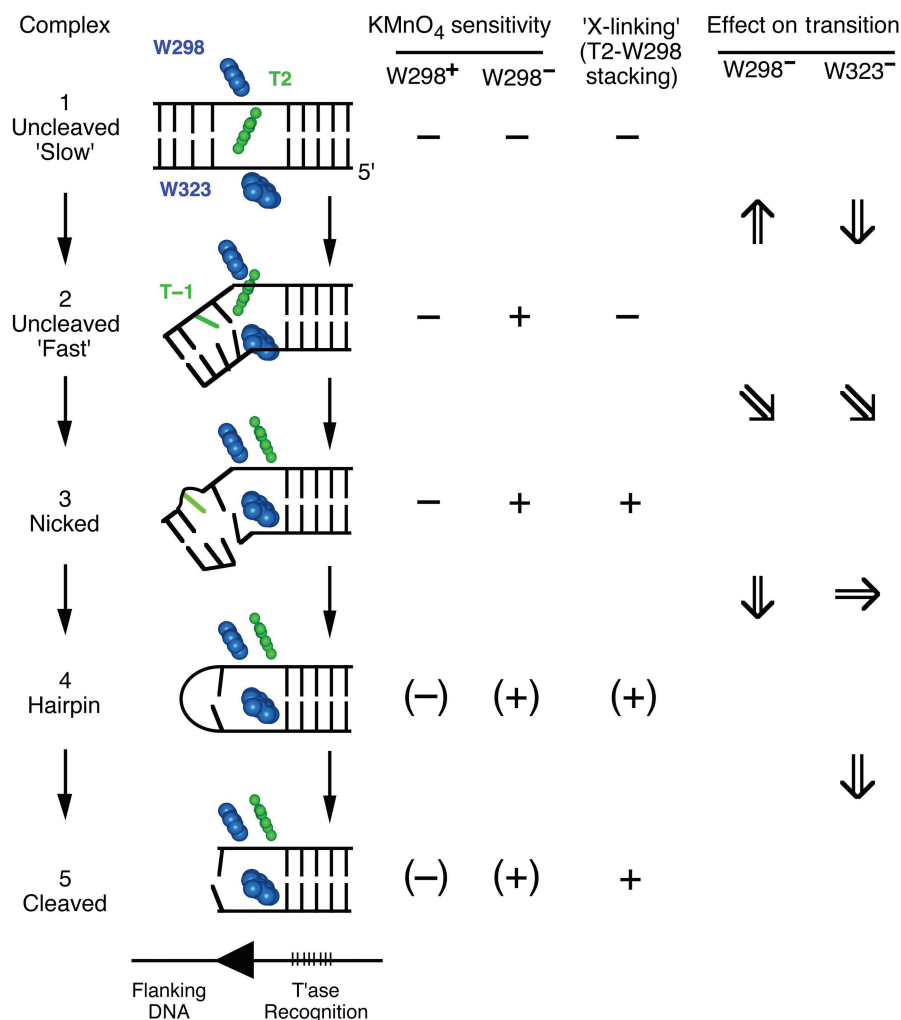 Complex
KMnO4 sensitivity
'X-linking'
(T2-W298
stacking)
Effect on transition
W298+
W298−
W298−
W323−
W298
T2
1
Uncleaved
'Slow'
−
−
−
5'
W323
⇑
⇓
T−1
2
Uncleaved
'Fast'
−
+
−
⇘
⇘
3
Nicked
−
+
+
⇓
⇒
4
Hairpin
(−)
(+)
(+)
⇓
5
Cleaved
(−)
(+)
+
Flanking
DNA
T'ase
Recognition